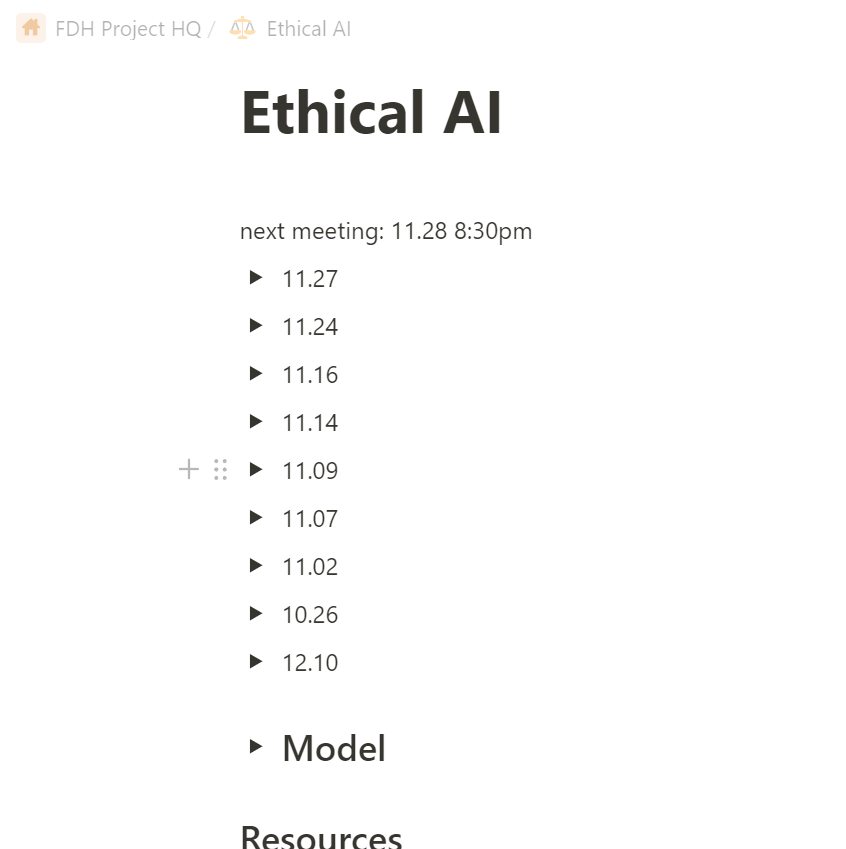 FDH Project HQ / Ethical AI
Ethical AI
next meeting: 11.28 8:30pm
11.27
11.24
11.16
11.14
11.09
11.07
11.02
10.26
12.10
Model
Resources